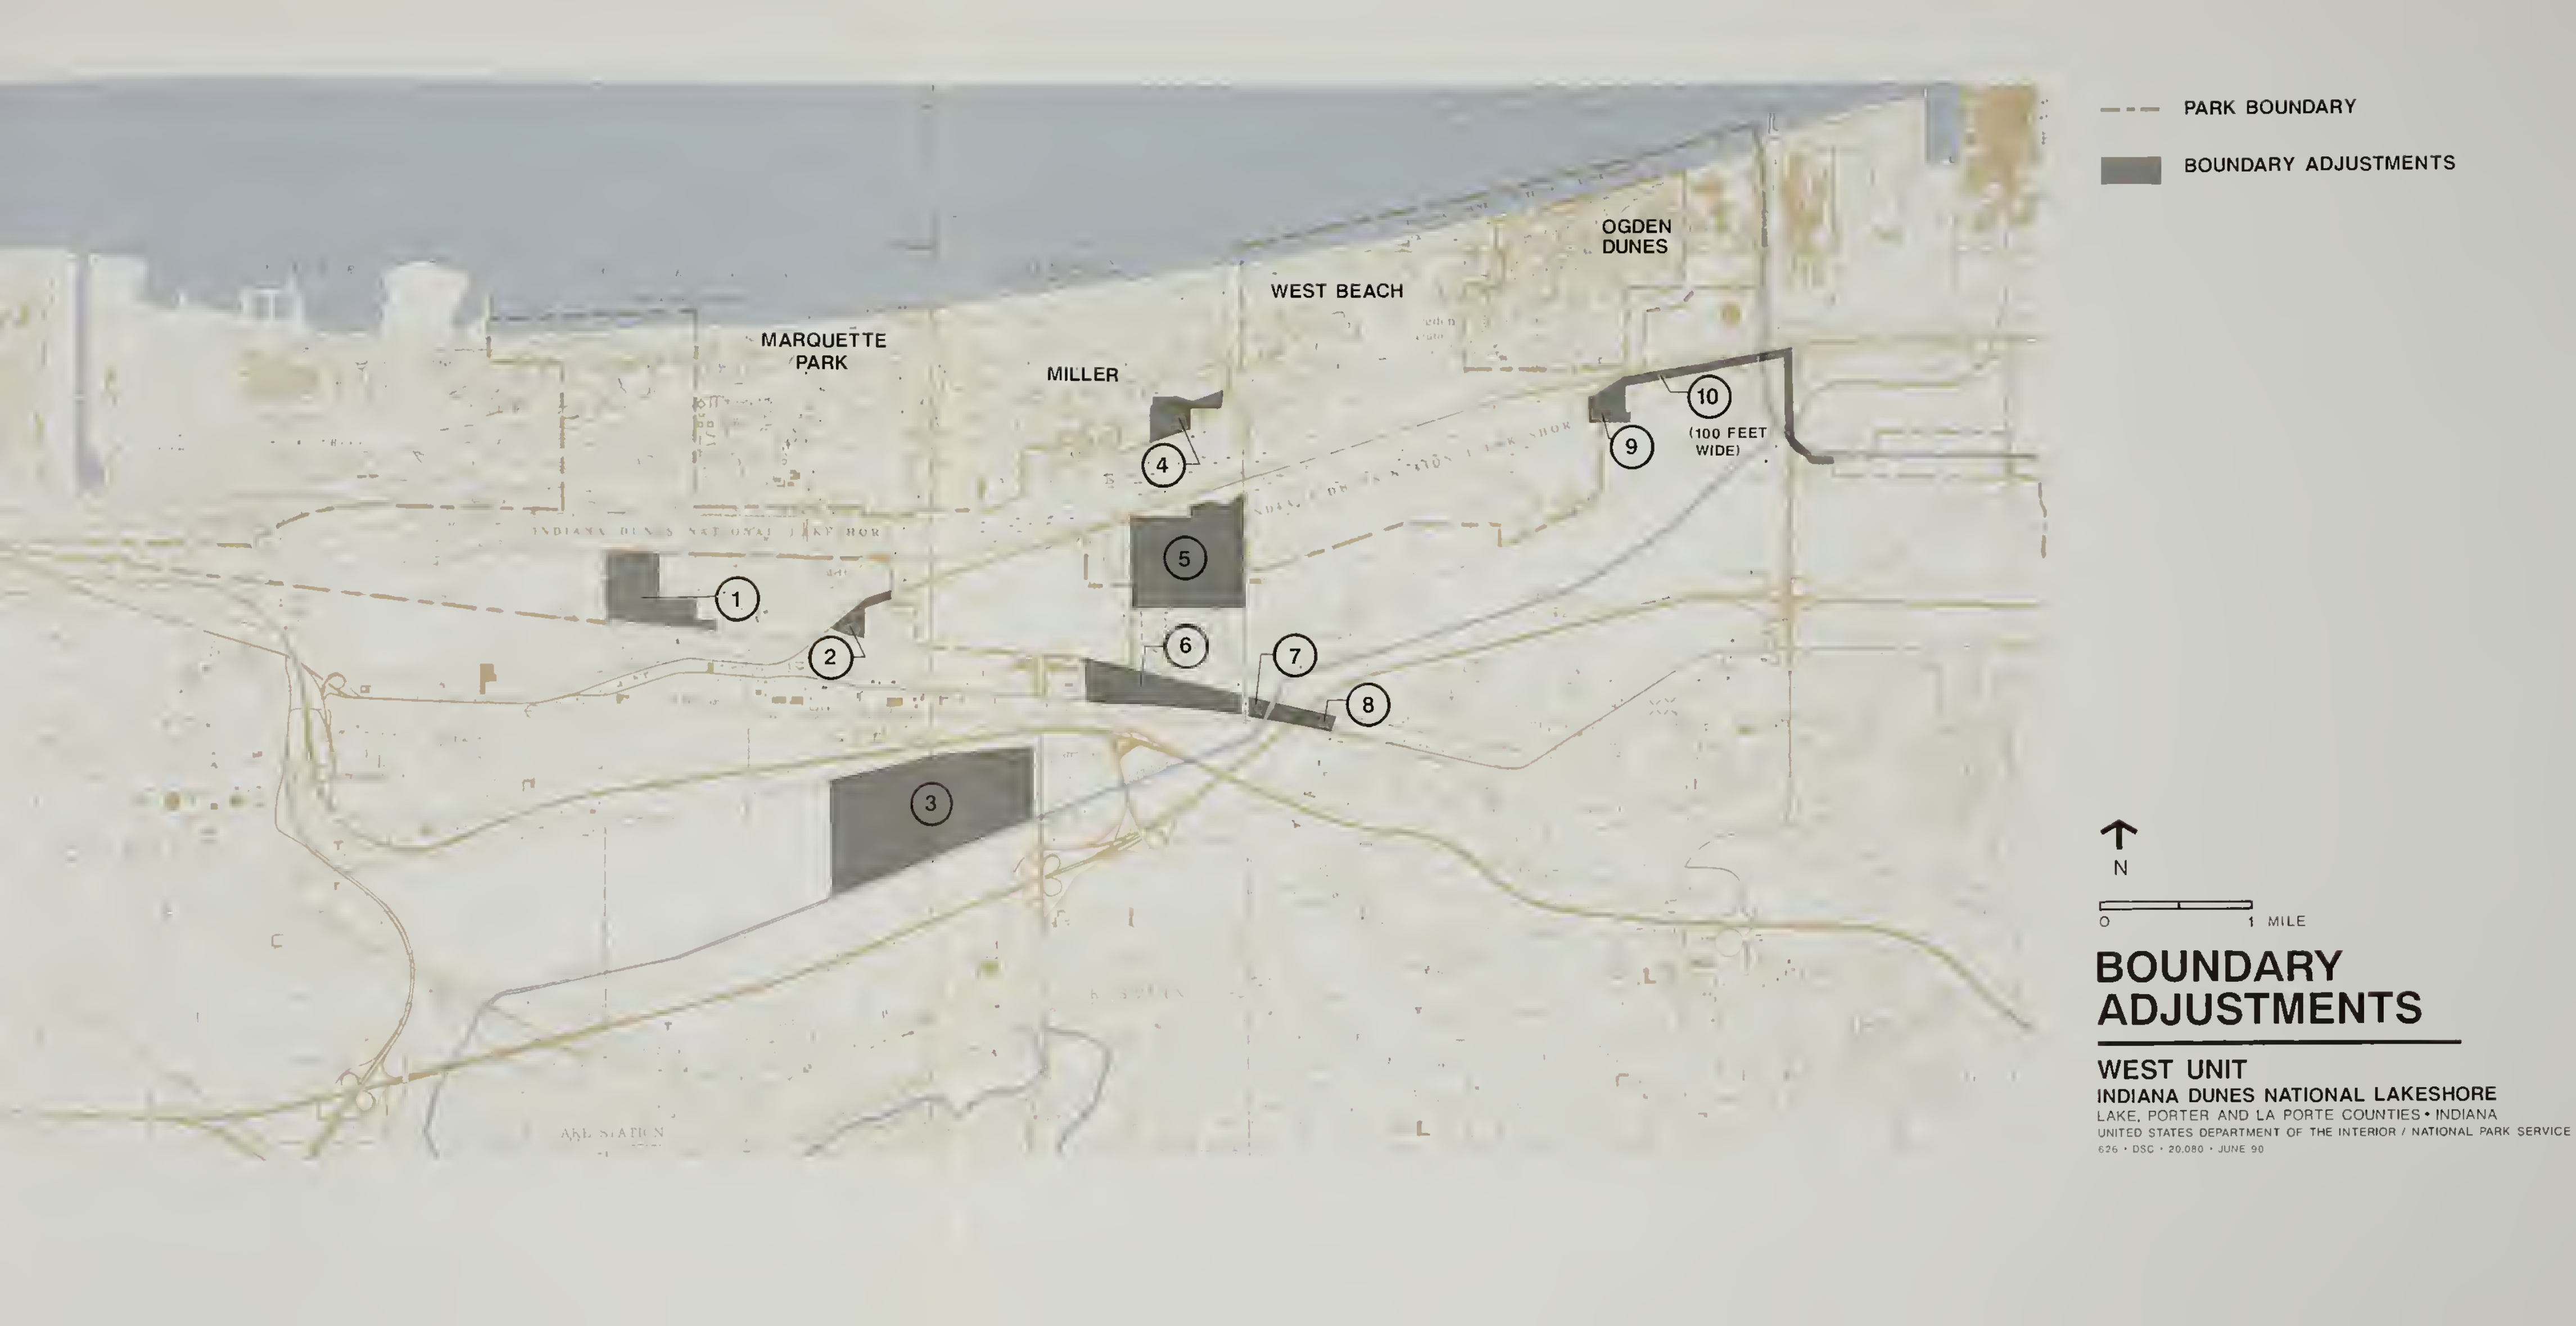 PARK BOUNDARY
BOUNDARY ADJUSTMENTS
OGDEN
DUNES
WEST BEACH
MARQUETTE
PARK
MILLER
10
(100 FEET
WIDE)
9
4
5
1
6
7
2
8
3
N
0 1 MILE
BOUNDARY
ADJUSTMENTS
WEST UNIT
INDIANA DUNES NATIONAL LAKESHORE
LAKE, PORTER AND LA PORTE COUNTIES • INDIANA
UNITED STATES DEPARTMENT OF THE INTERIOR / NATIONAL PARK SERVICE
626 • DSC • 20,080 • JUNE 90